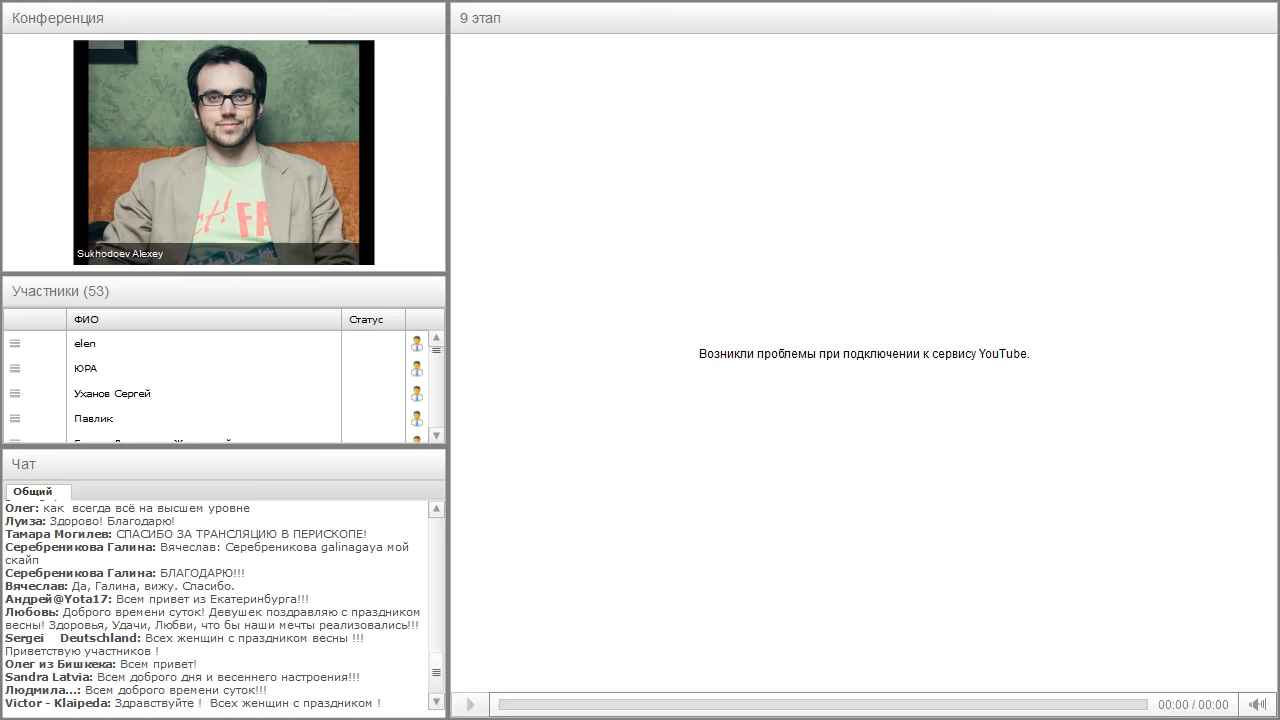 Конференция
9 этап
FA
Sukhodoev Alexey
Участники (53)
ФИО
Статус
elen
ЮРА
Уханов Сергей
Павлик
Чат
Общий
Олег: как всегда всё на высшем уровне
Луиза: Здорово! Благодарю!
Тамара Могилев: СПАСИБО ЗА ТРАНСЛЯЦИЮ В ПЕРИСКОПЕ!
Серебреникова Галина: Вячеслав: Серебреникова galinagaya мой
скайп
Серебреникова Галина: БЛАГОДАРЮ!!!
Вячеслав: Да, Галина, вижу. Спасибо.
Андрей@Yota17: Всем привет из Екатеринбурга!!!
Любовь: Доброго времени суток! Девушек поздравляю с праздником
весны! Здоровья, Удачи, Любви, что бы наши мечты реализовались!!!
Sergei Deutschland: Всех женщин с праздником весны !!!
Приветствую участников !
Олег из Бишкека: Всем привет!
Sandra Latvia: Всем доброго дня и весеннего настроения!!!
Людмила...: Всем доброго времени суток!!!
Victor - Klaipeda: Здравствуйте ! Всех женщин с праздником !
Возникли проблемы при подключении к сервису YouTube.
00:00 / 00:00